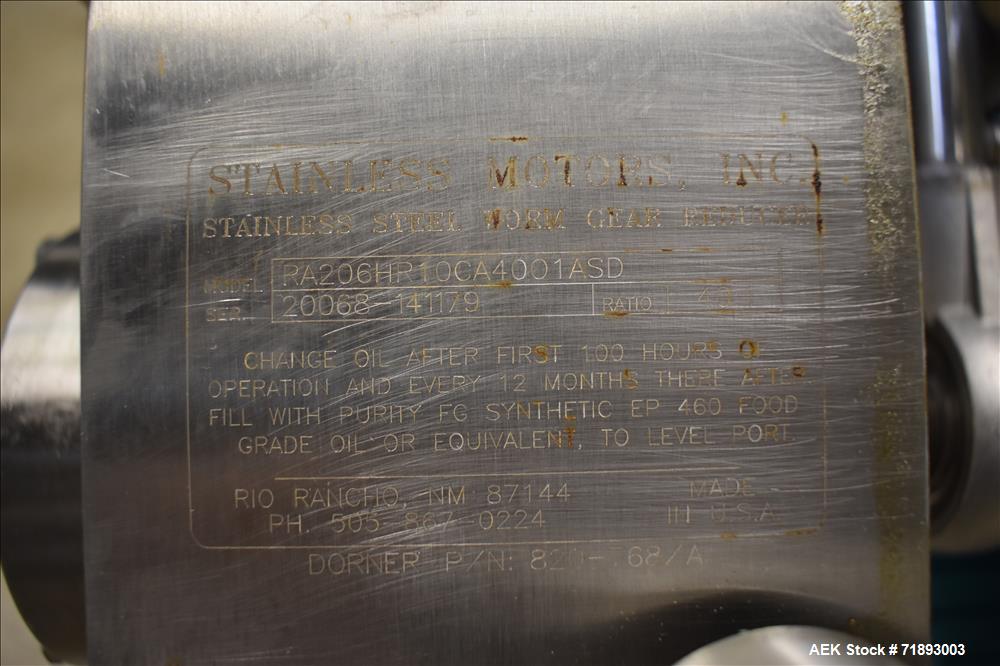 STAINLESS MOTORS, INC.
STAINLESS STEEL WORM GEAR REDUCER
MODEL RA206HR10CA4001ASD
SER. 20068-141179 RATIO
CHANGE OIL AFTER FIRST 100 HOURS O
OPERATION AND EVERY 12 MONTHS THERE AFTER
FILL WITH PURITY FG SYNTHETIC EP 460 FOOD
GRADE OIL OR EQUIVALENT, TO LEVEL PORT.
RIO RANCHO, NM 87144 MADE
PH. 505-867-0224 IN U.S.A.
DORNER P/N:
AEK Stock # 71893003